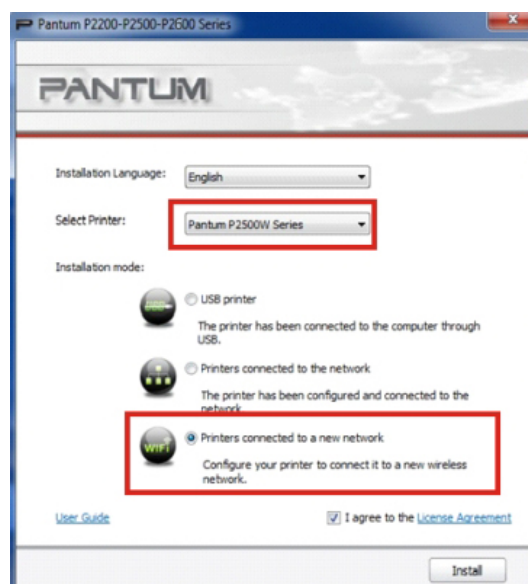 Pantum P2200-P2500-P2600 Series
PANTUM
Installation Language:
English
Select Printer:
Pantum P2500W Series
Installation mode:
USB printer
The printer has been connected to the computer through
USB.
Printers connected to the network
The printer has been configured and connected to the
network.
WiFi
Printers connected to a new network
Configure your printer to connect it to a new wireless
network.
User Guide
I agree to the License Agreement
Install